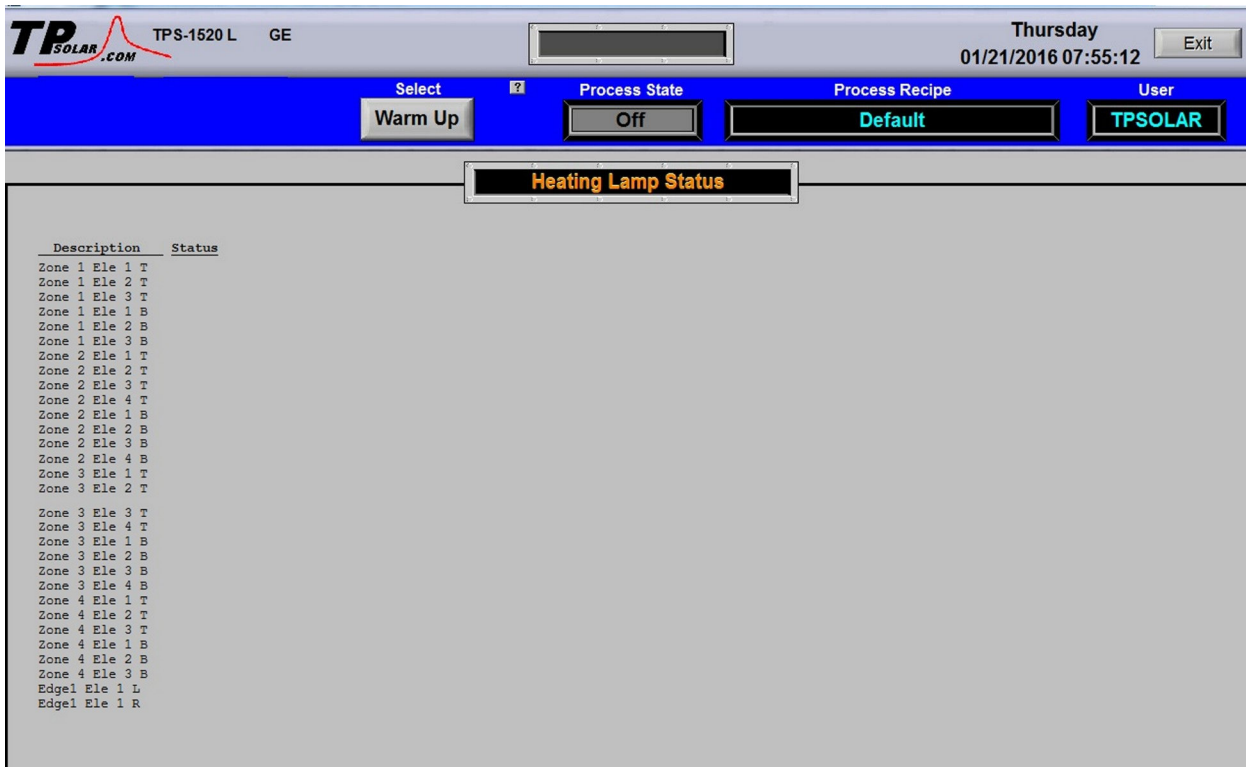 TPSOLAR.COM TPS-1520 L GE
Thursday
01/21/2016 07:55:12
Exit
Select ? Process State Process Recipe User
Warm Up Off Default TPSOLAR
Heating Lamp Status
Description Status
Zone 1 Ele 1 T
Zone 1 Ele 2 T
Zone 1 Ele 3 T
Zone 1 Ele 1 B
Zone 1 Ele 2 B
Zone 1 Ele 3 B
Zone 2 Ele 1 T
Zone 2 Ele 2 T
Zone 2 Ele 3 T
Zone 2 Ele 4 T
Zone 2 Ele 1 B
Zone 2 Ele 2 B
Zone 2 Ele 3 B
Zone 2 Ele 4 B
Zone 3 Ele 1 T
Zone 3 Ele 2 T
Zone 3 Ele 3 T
Zone 3 Ele 4 T
Zone 3 Ele 1 B
Zone 3 Ele 2 B
Zone 3 Ele 3 B
Zone 3 Ele 4 B
Zone 4 Ele 1 T
Zone 4 Ele 2 T
Zone 4 Ele 3 T
Zone 4 Ele 1 B
Zone 4 Ele 2 B
Zone 4 Ele 3 B
Edge1 Ele 1 L
Edge1 Ele 1 R